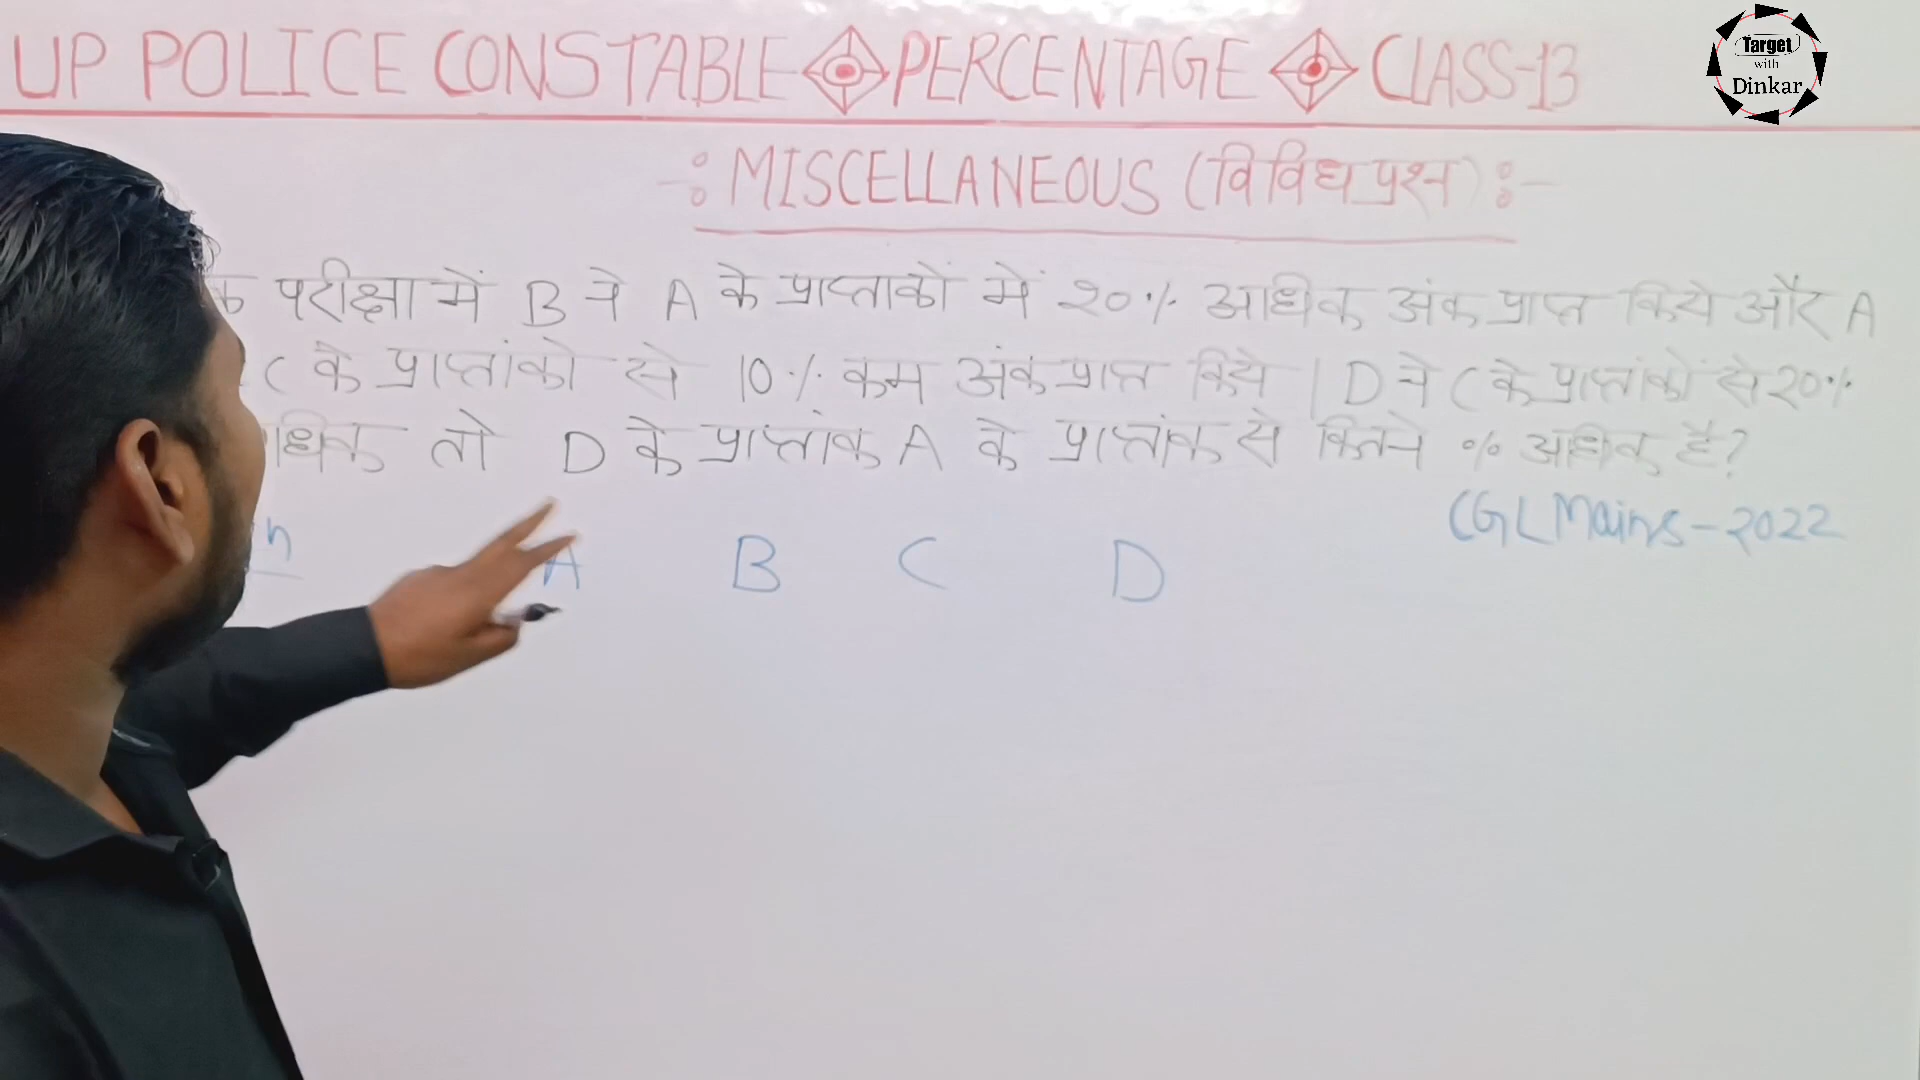 UP POLICE CONSTABLE PERCENTAGE CLASS-13
Target
with
Dinkar
-: MISCELLANEOUS (विविध प्रश्न) :-
क परीक्षा में B ने A के प्राप्ताकों में 20% अधिक अंक प्राप्त किये और A
C के प्राप्तांको से 10% कम अंक प्राप्त किये | D ने C के प्राप्तांकों से 20%
धिक तो D के प्राप्तांक A के प्राप्तांक से कितने % अधिक है?
CGL Mains-2022
n
A B C D